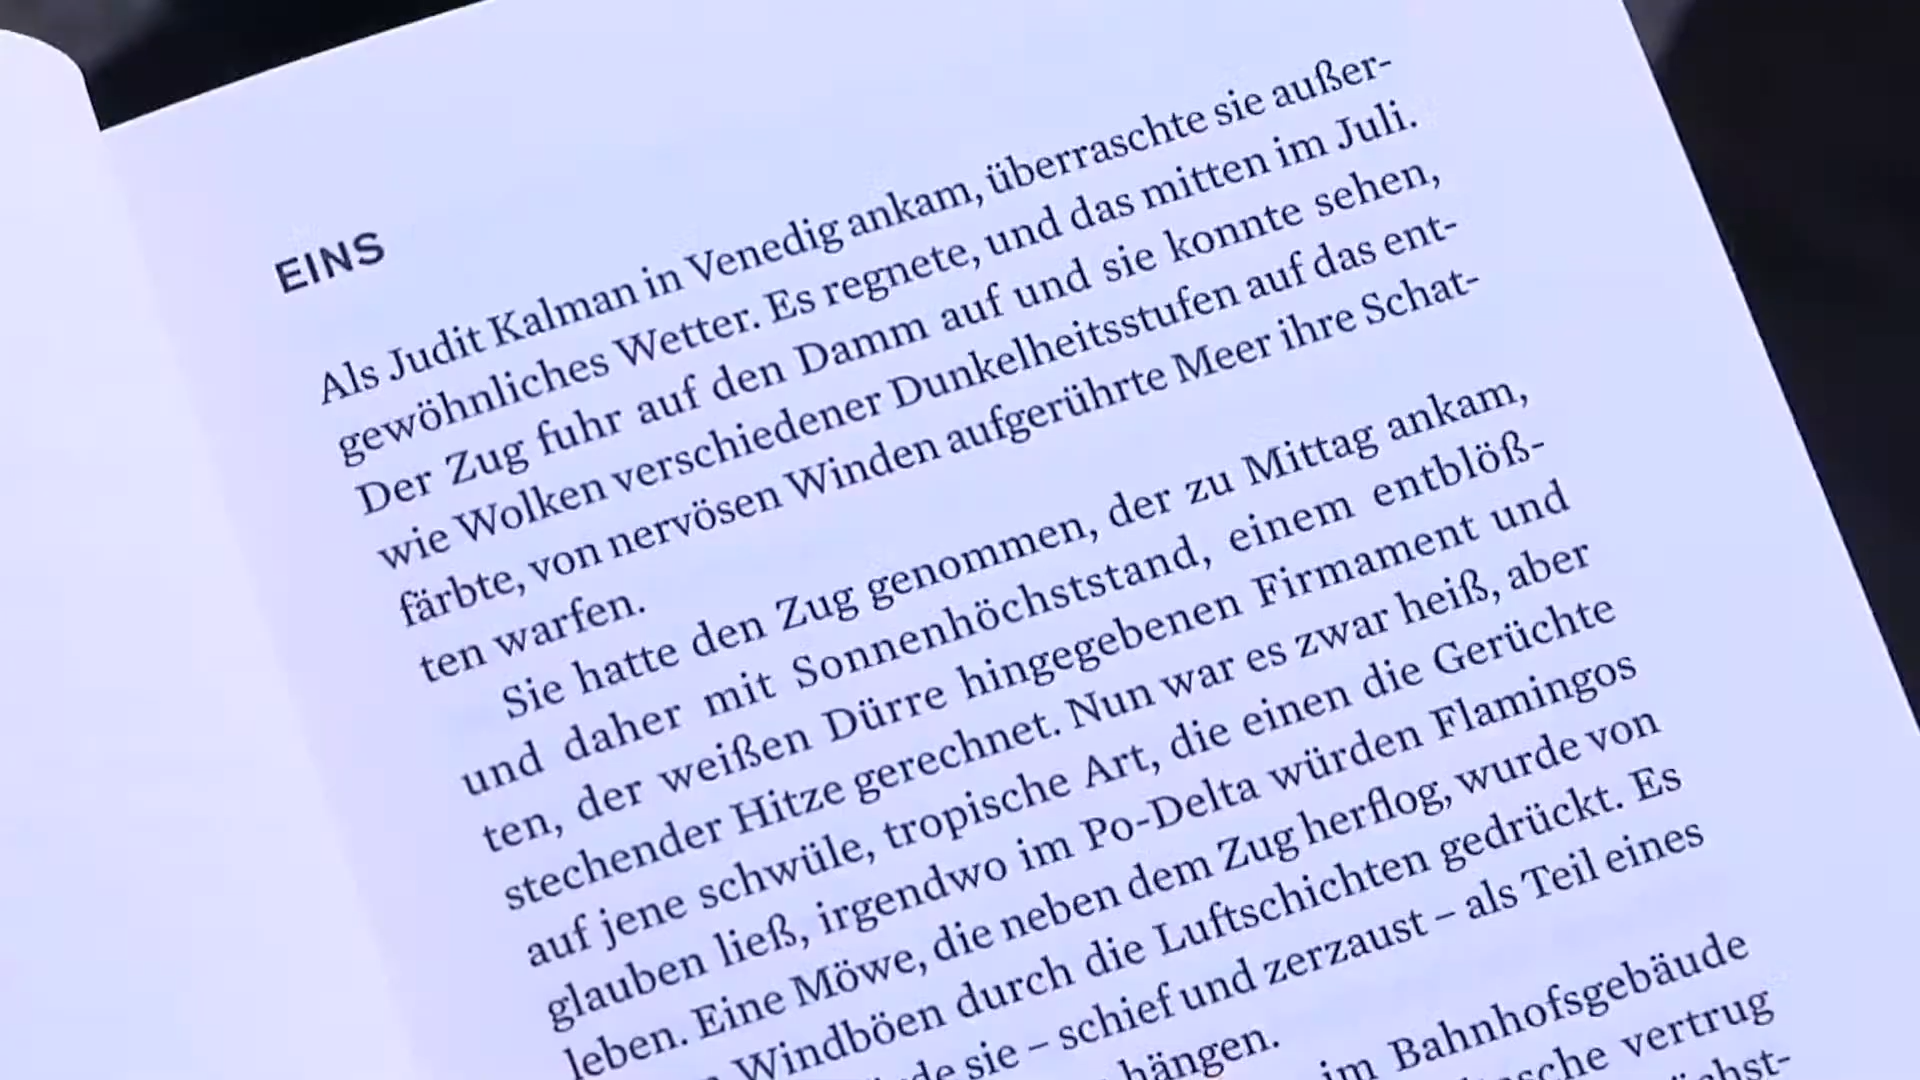 EINS
Als Judit Kalman in Venedig ankam, überraschte sie außer-
gewöhnliches Wetter. Es regnete, und das mitten im Juli.
Der Zug fuhr auf den Damm auf und sie konnte sehen,
wie Wolken verschiedener Dunkelheitsstufen auf das ent-
färbte, von nervösen Winden aufgerührte Meer ihre Schat-
ten warfen.
Sie hatte den Zug genommen, der zu Mittag ankam,
und daher mit Sonnenhöchststand, einem entblöß-
ten, der weißen Dürre hingegebenen Firmament und
stechender Hitze gerechnet. Nun war es zwar heiß, aber
auf jene schwüle, tropische Art, die einen die Gerüchte
glauben ließ, irgendwo im Po-Delta würden Flamingos
leben. Eine Möwe, die neben dem Zug herflog, wurde von
Windböen durch die Luftschichten gedrückt. Es
sie – schief und zerzaust – als Teil eines
hängen.
im Bahnhofsgebäude
vertrug